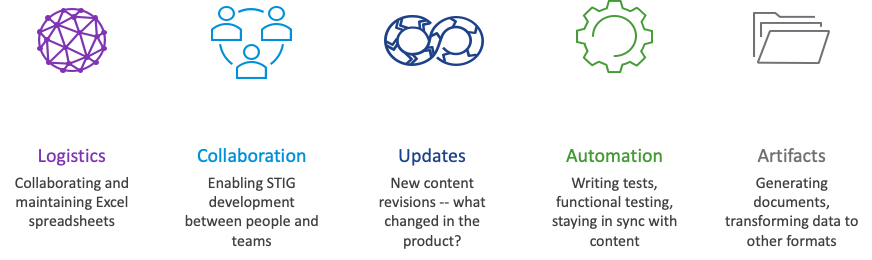 Logistics
Collaborating and
maintaining Excel
spreadsheets
Collaboration
Enabling STIG
development
between people and
teams
Updates
New content
revisions -- what
changed in the
product?
Automation
Writing tests,
functional testing,
staying in sync with
content
Artifacts
Generating
documents,
transforming data to
other formats